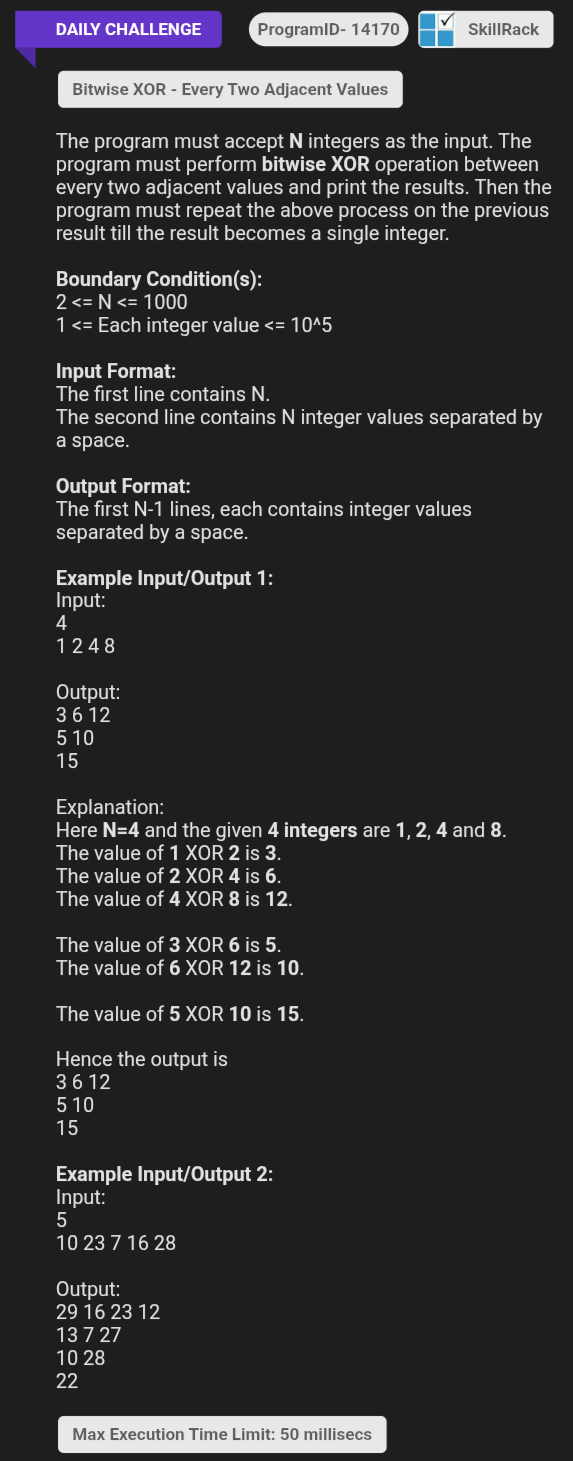 DAILY CHALLENGE
ProgramID- 14170
SkillRack
Bitwise XOR - Every Two Adjacent Values
The program must accept N integers as the input. The
program must perform bitwise XOR operation between
every two adjacent values and print the results. Then the
program must repeat the above process on the previous
result till the result becomes a single integer.
Boundary Condition(s):
2 <= N <= 1000
1 <= Each integer value <= 10^5
Input Format:
The first line contains N.
The second line contains N integer values separated by
a space.
Output Format:
The first N-1 lines, each contains integer values
separated by a space.
Example Input/Output 1:
Input:
4
1 2 4 8
Output:
3 6 12
5 10
15
Explanation:
Here N=4 and the given 4 integers are 1, 2, 4 and 8.
The value of 1 XOR 2 is 3.
The value of 2 XOR 4 is 6.
The value of 4 XOR 8 is 12.
The value of 3 XOR 6 is 5.
The value of 6 XOR 12 is 10.
The value of 5 XOR 10 is 15.
Hence the output is
3 6 12
5 10
15
Example Input/Output 2:
Input:
5
10 23 7 16 28
Output:
29 16 23 12
13 7 27
10 28
22
Max Execution Time Limit: 50 millisecs